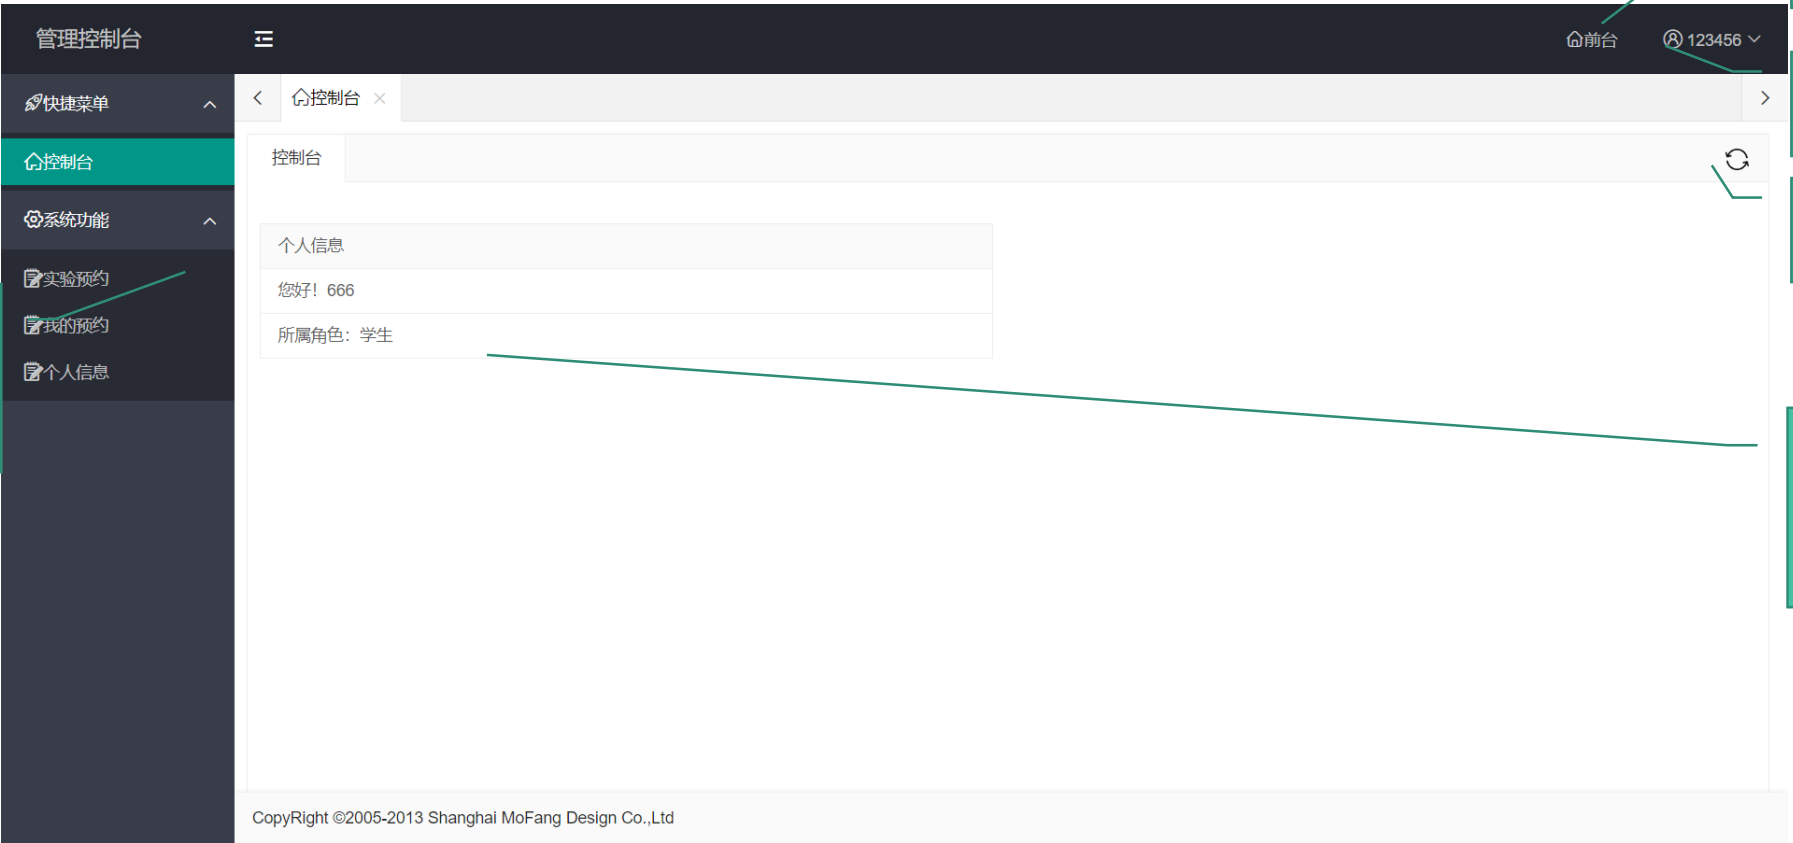 管理控制台
前台
123456
快捷菜单
控制台
控制台
控制台
系统功能
实验预约
我的预约
个人信息
个人信息
您好！666
所属角色：学生
CopyRight ©2005-2013 Shanghai MoFang Design Co.,Ltd